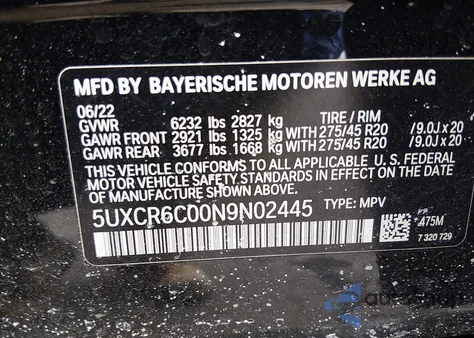 MFD BY BAYERISCHE MOTOREN WERKE AG
06/22 TIRE / RIM
GVWR 6232 lbs 2827 kg
GAWR FRONT 2921 lbs 1325 kg WITH 275/45 R20 / 9.0J x 20
GAWR REAR 3677 lbs 1668 kg WITH 275/45 R20 / 9.0J x 20
THIS VEHICLE CONFORMS TO ALL APPLICABLE U. S. FEDERAL
MOTOR VEHICLE SAFETY STANDARDS IN EFFECT ON THE DATE
OF MANUFACTURE SHOWN ABOVE.
5UXCR6C00N9N02445 TYPE: MPV
475M
7 320 729